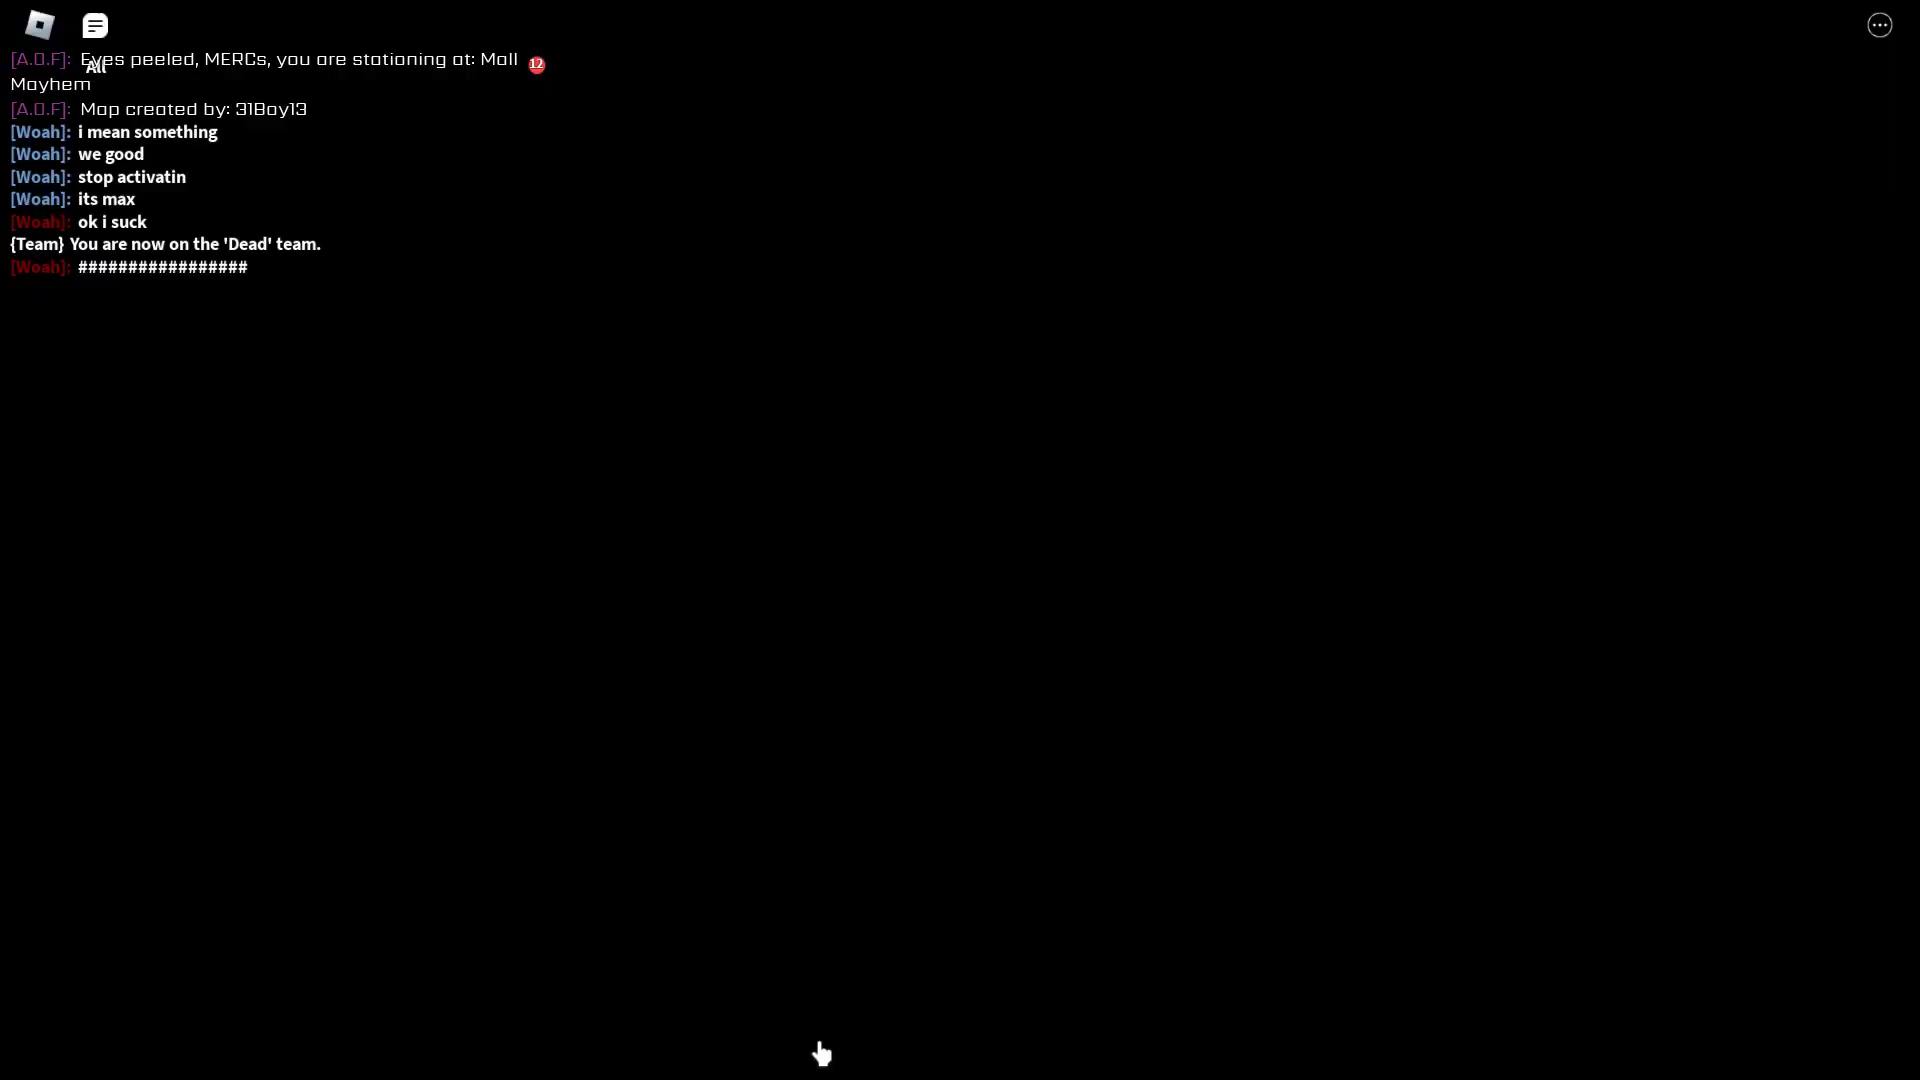 [A.O.F]: Eyes peeled, MERCs, you are stationing at: Mall
Mayhem
All
12
[A.O.F]: Map created by: 31Boy13
[Woah]: i mean something
[Woah]: we good
[Woah]: stop activatin
[Woah]: its max
[Woah]: ok i suck
{Team} You are now on the 'Dead' team.
[Woah]: #################